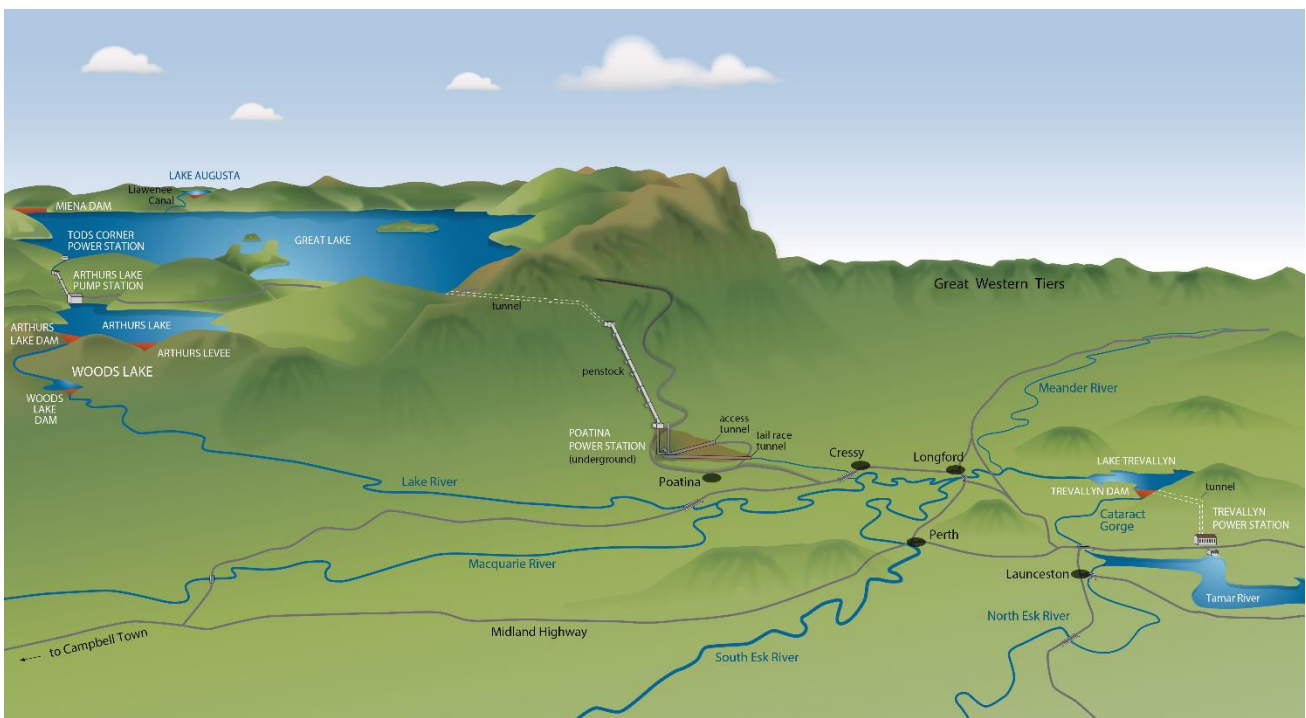 LAKE AUGUSTA
Liawenee
Canal
MIENA DAM
TODS CORNER
POWER STATION
GREAT LAKE
ARTHURS LAKE
PUMP STATION
tunnel
Great Western Tiers
ARTHURS
LAKE DAM
ARTHURS LAKE
ARTHURS LEVEE
WOODS LAKE
penstock
Meander River
WOODS
LAKE
DAM
access
tunnel
tail race
tunnel
POATINA
POWER STATION
(underground)
Cressy
Longford
LAKE TREVALLYN
Lake River
Poatina
TREVALLYN DAM
tunnel
Cataract
Gorge
TREVALLYN
POWER STATION
Perth
Macquarie River
Launceston
Tamar River
Midland Highway
North Esk River
to Campbell Town
South Esk River